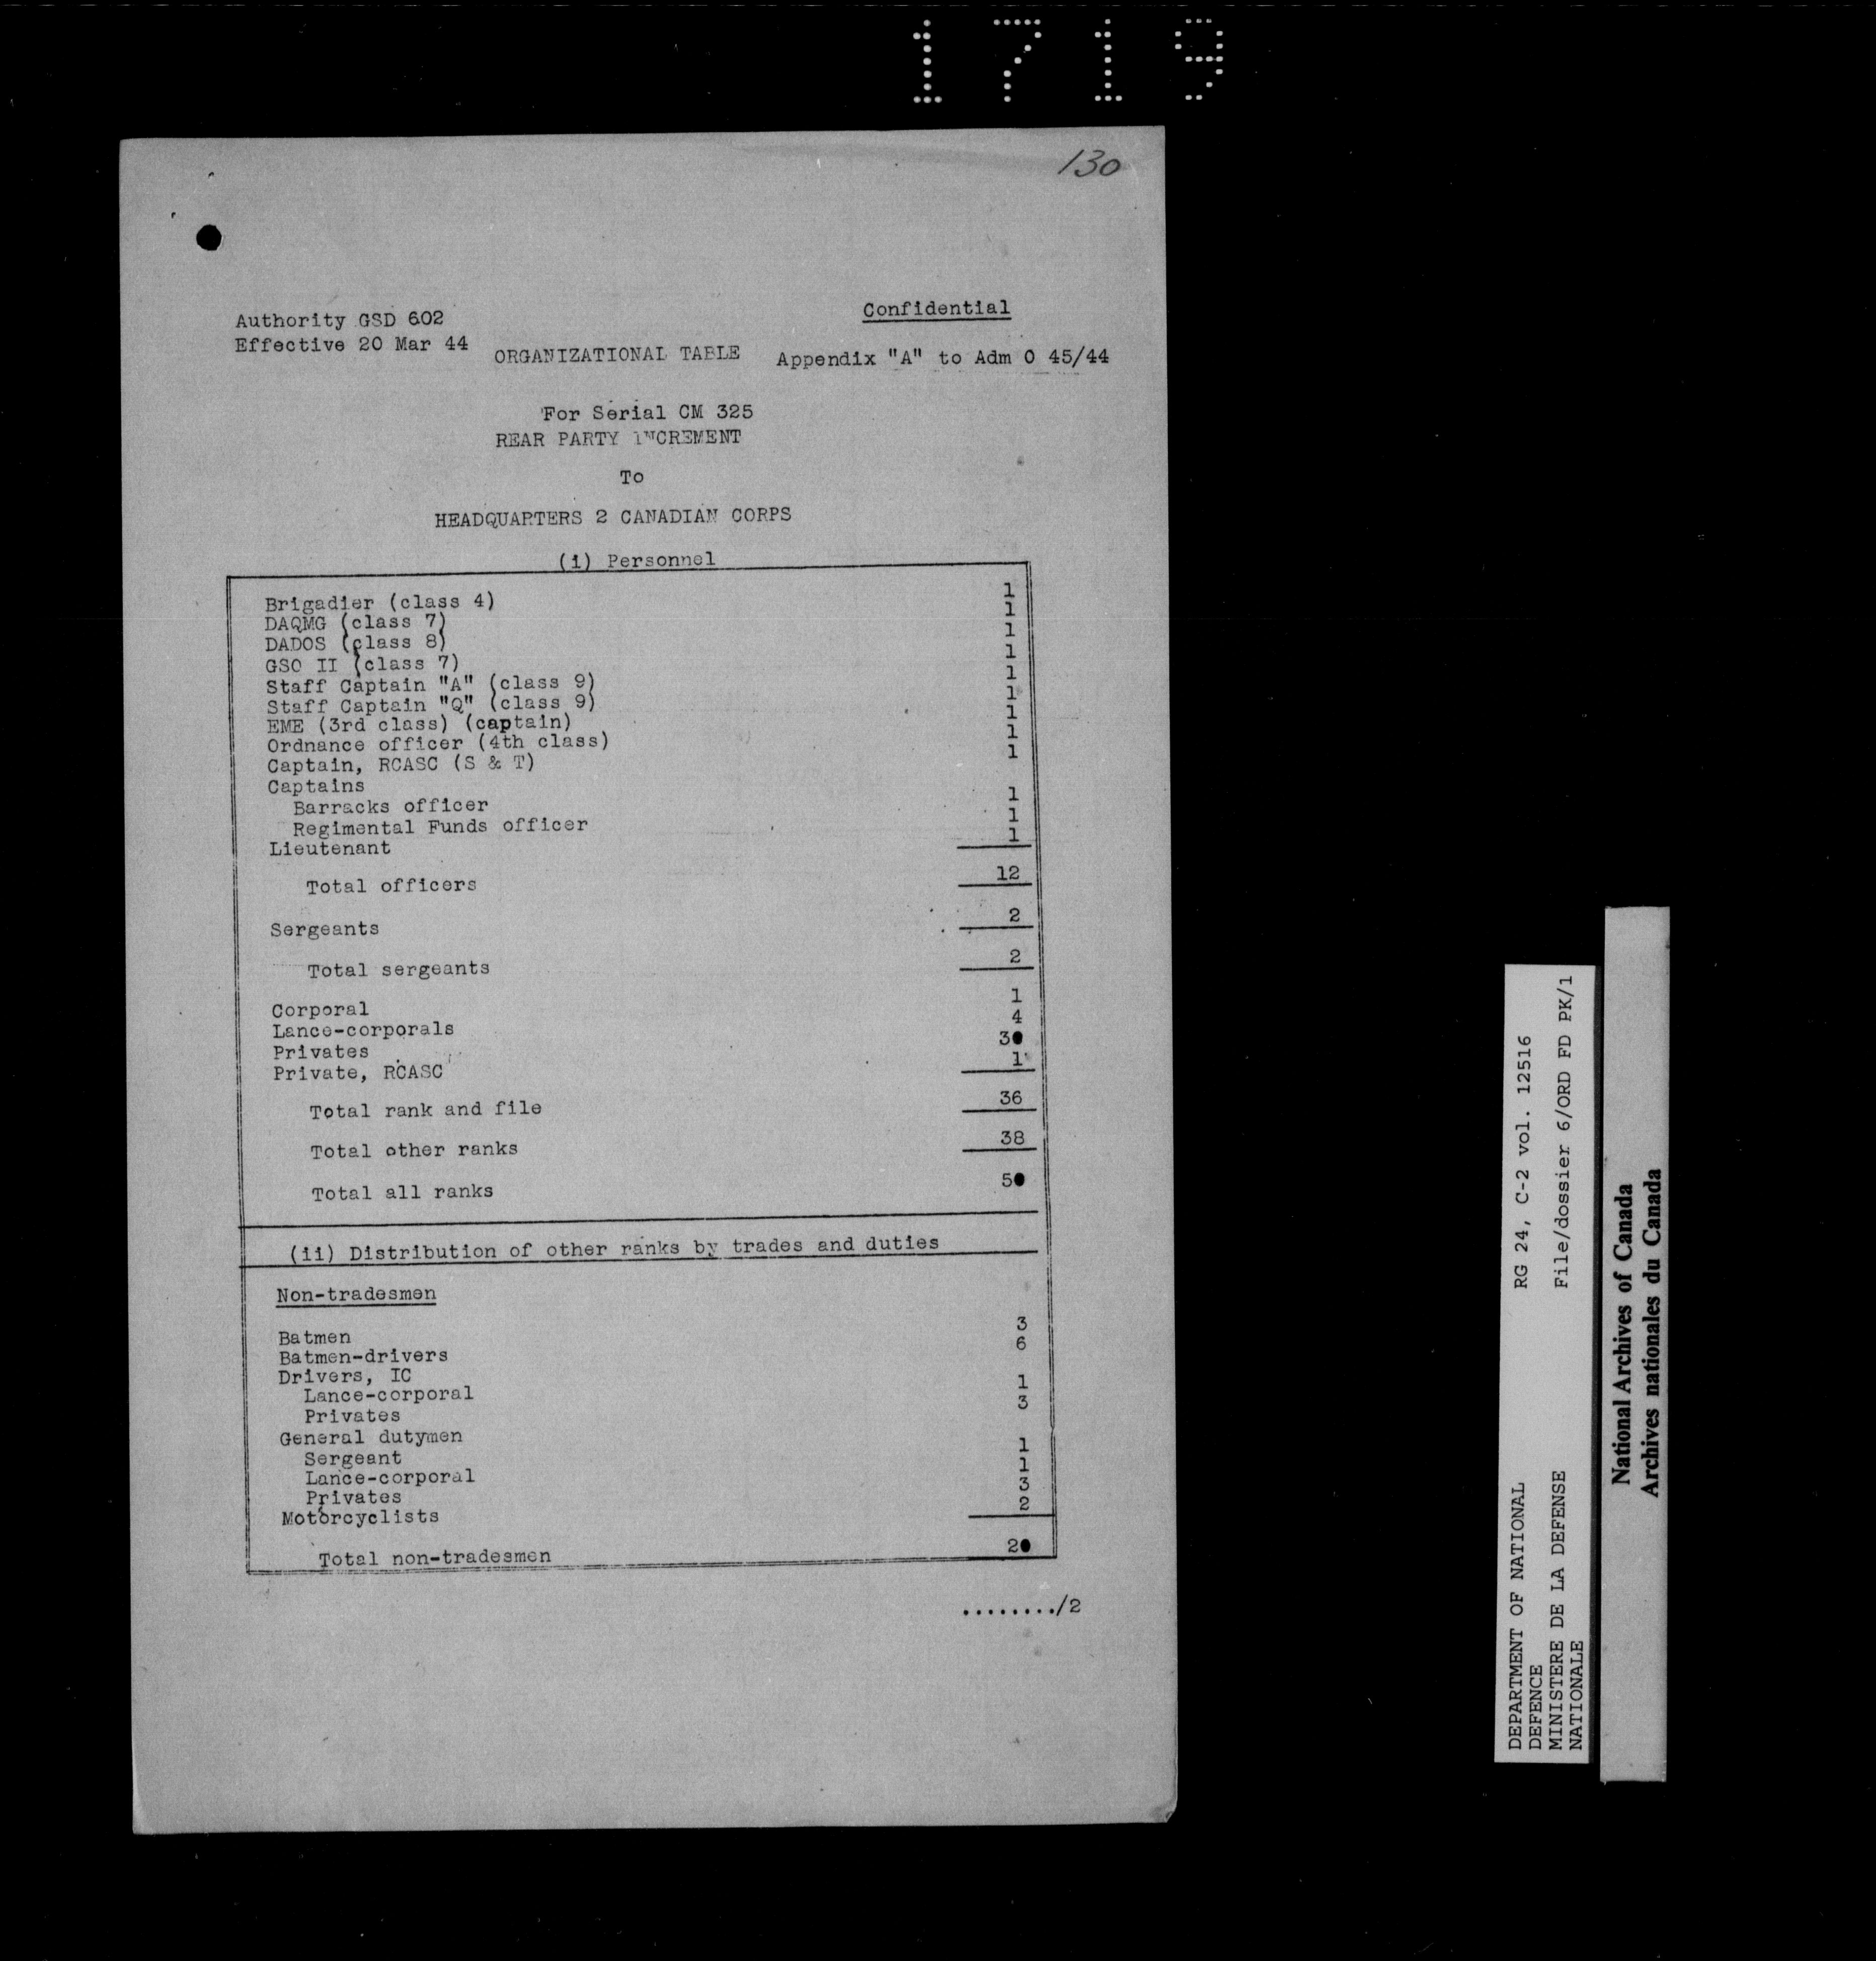 1719
130
Authority GSD 602
Effective 20 Mar 44
Confidential
ORGANIZATIONAL TABLE
Appendix "A" to Adm O 45/44
For Serial CM 325
REAR PARTY INCREMENT
To
HEADQUARTERS 2 CANADIAN CORPS
(i) Personnel
Brigadier (class 4) 1
DAQMG (class 7) 1
DADOS (class 8) 1
GSO II (class 7) 1
Staff Captain "A" (class 9) 1
Staff Captain "Q" (class 9) 1
EME (3rd class) (captain) 1
Ordnance officer (4th class) 1
Captain, RCASC (S & T) 1
Captains
Barracks officer 1
Regimental Funds officer 1
Lieutenant 1
Total officers 12
Sergeants 2
Total sergeants 2
Corporal 1
Lance-corporals 4
Privates 30
Private, RCASC 1
Total rank and file 36
Total other ranks 38
Total all ranks 50
(ii) Distribution of other ranks by trades and duties
Non-tradesmen
Batmen 3
Batmen-drivers 6
Drivers, IC
Lance-corporal 1
Privates 3
General dutymen
Sergeant 1
Lance-corporal 1
Privates 3
Motorcyclists 2
Total non-tradesmen 20
......../2
DEPARTMENT OF NATIONAL
DEFENCE
MINISTERE DE LA DEFENSE
NATIONALE
RG 24, C-2 vol. 12516
File/dossier 6/ORD FD PK/1
National Archives of Canada
Archives nationales du Canada